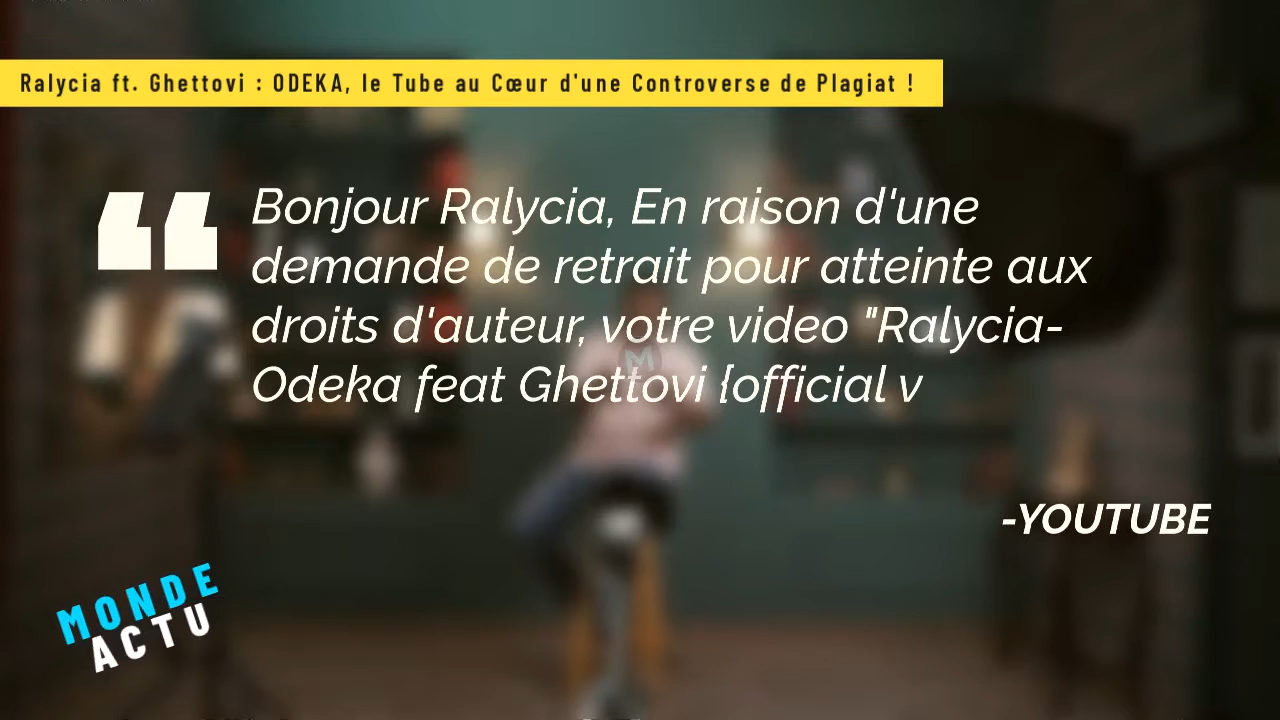 Ralycia ft. Ghettovi : ODEKA, le Tube au Cœur d'une Controverse de Plagiat !
Bonjour Ralycia, En raison d'une
demande de retrait pour atteinte aux
droits d'auteur, votre video "Ralycia-
Odeka feat Ghettovi {official v
-YOUTUBE
MONDE
ACTU